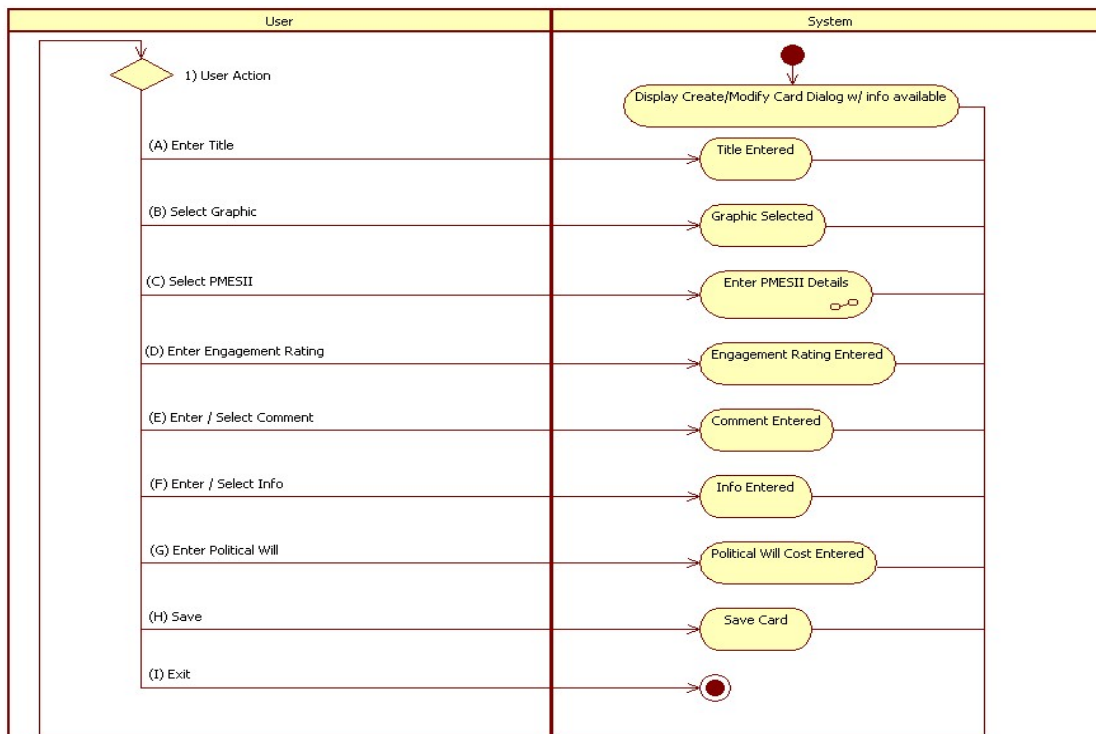 User
System
1) User Action
Display Create/Modify Card Dialog w/ info available
(A) Enter Title
Title Entered
(B) Select Graphic
Graphic Selected
(C) Select PMESII
Enter PMESII Details
(D) Enter Engagement Rating
Engagement Rating Entered
(E) Enter / Select Comment
Comment Entered
(F) Enter / Select Info
Info Entered
(G) Enter Political Will
Political Will Cost Entered
(H) Save
Save Card
(I) Exit